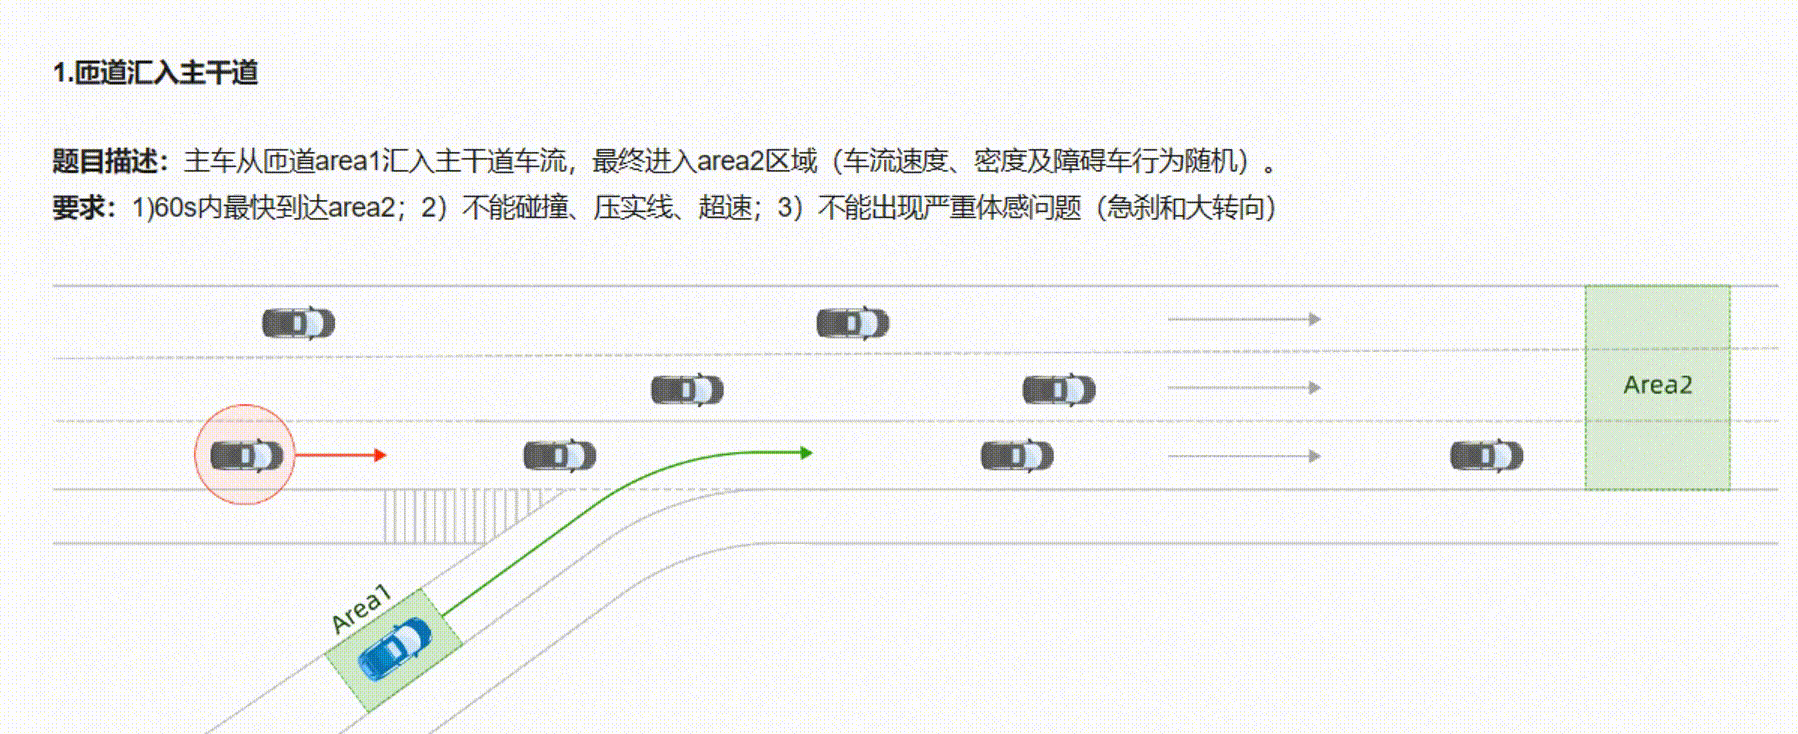 1.匝道汇入主干道
题目描述：主车从匝道area1汇入主干道车流，最终进入area2区域（车流速度、密度及障碍车行为随机）。
要求：1)60s内最快到达area2；2）不能碰撞、压实线、超速；3）不能出现严重体感问题（急刹和大转向）
Area2
Area1